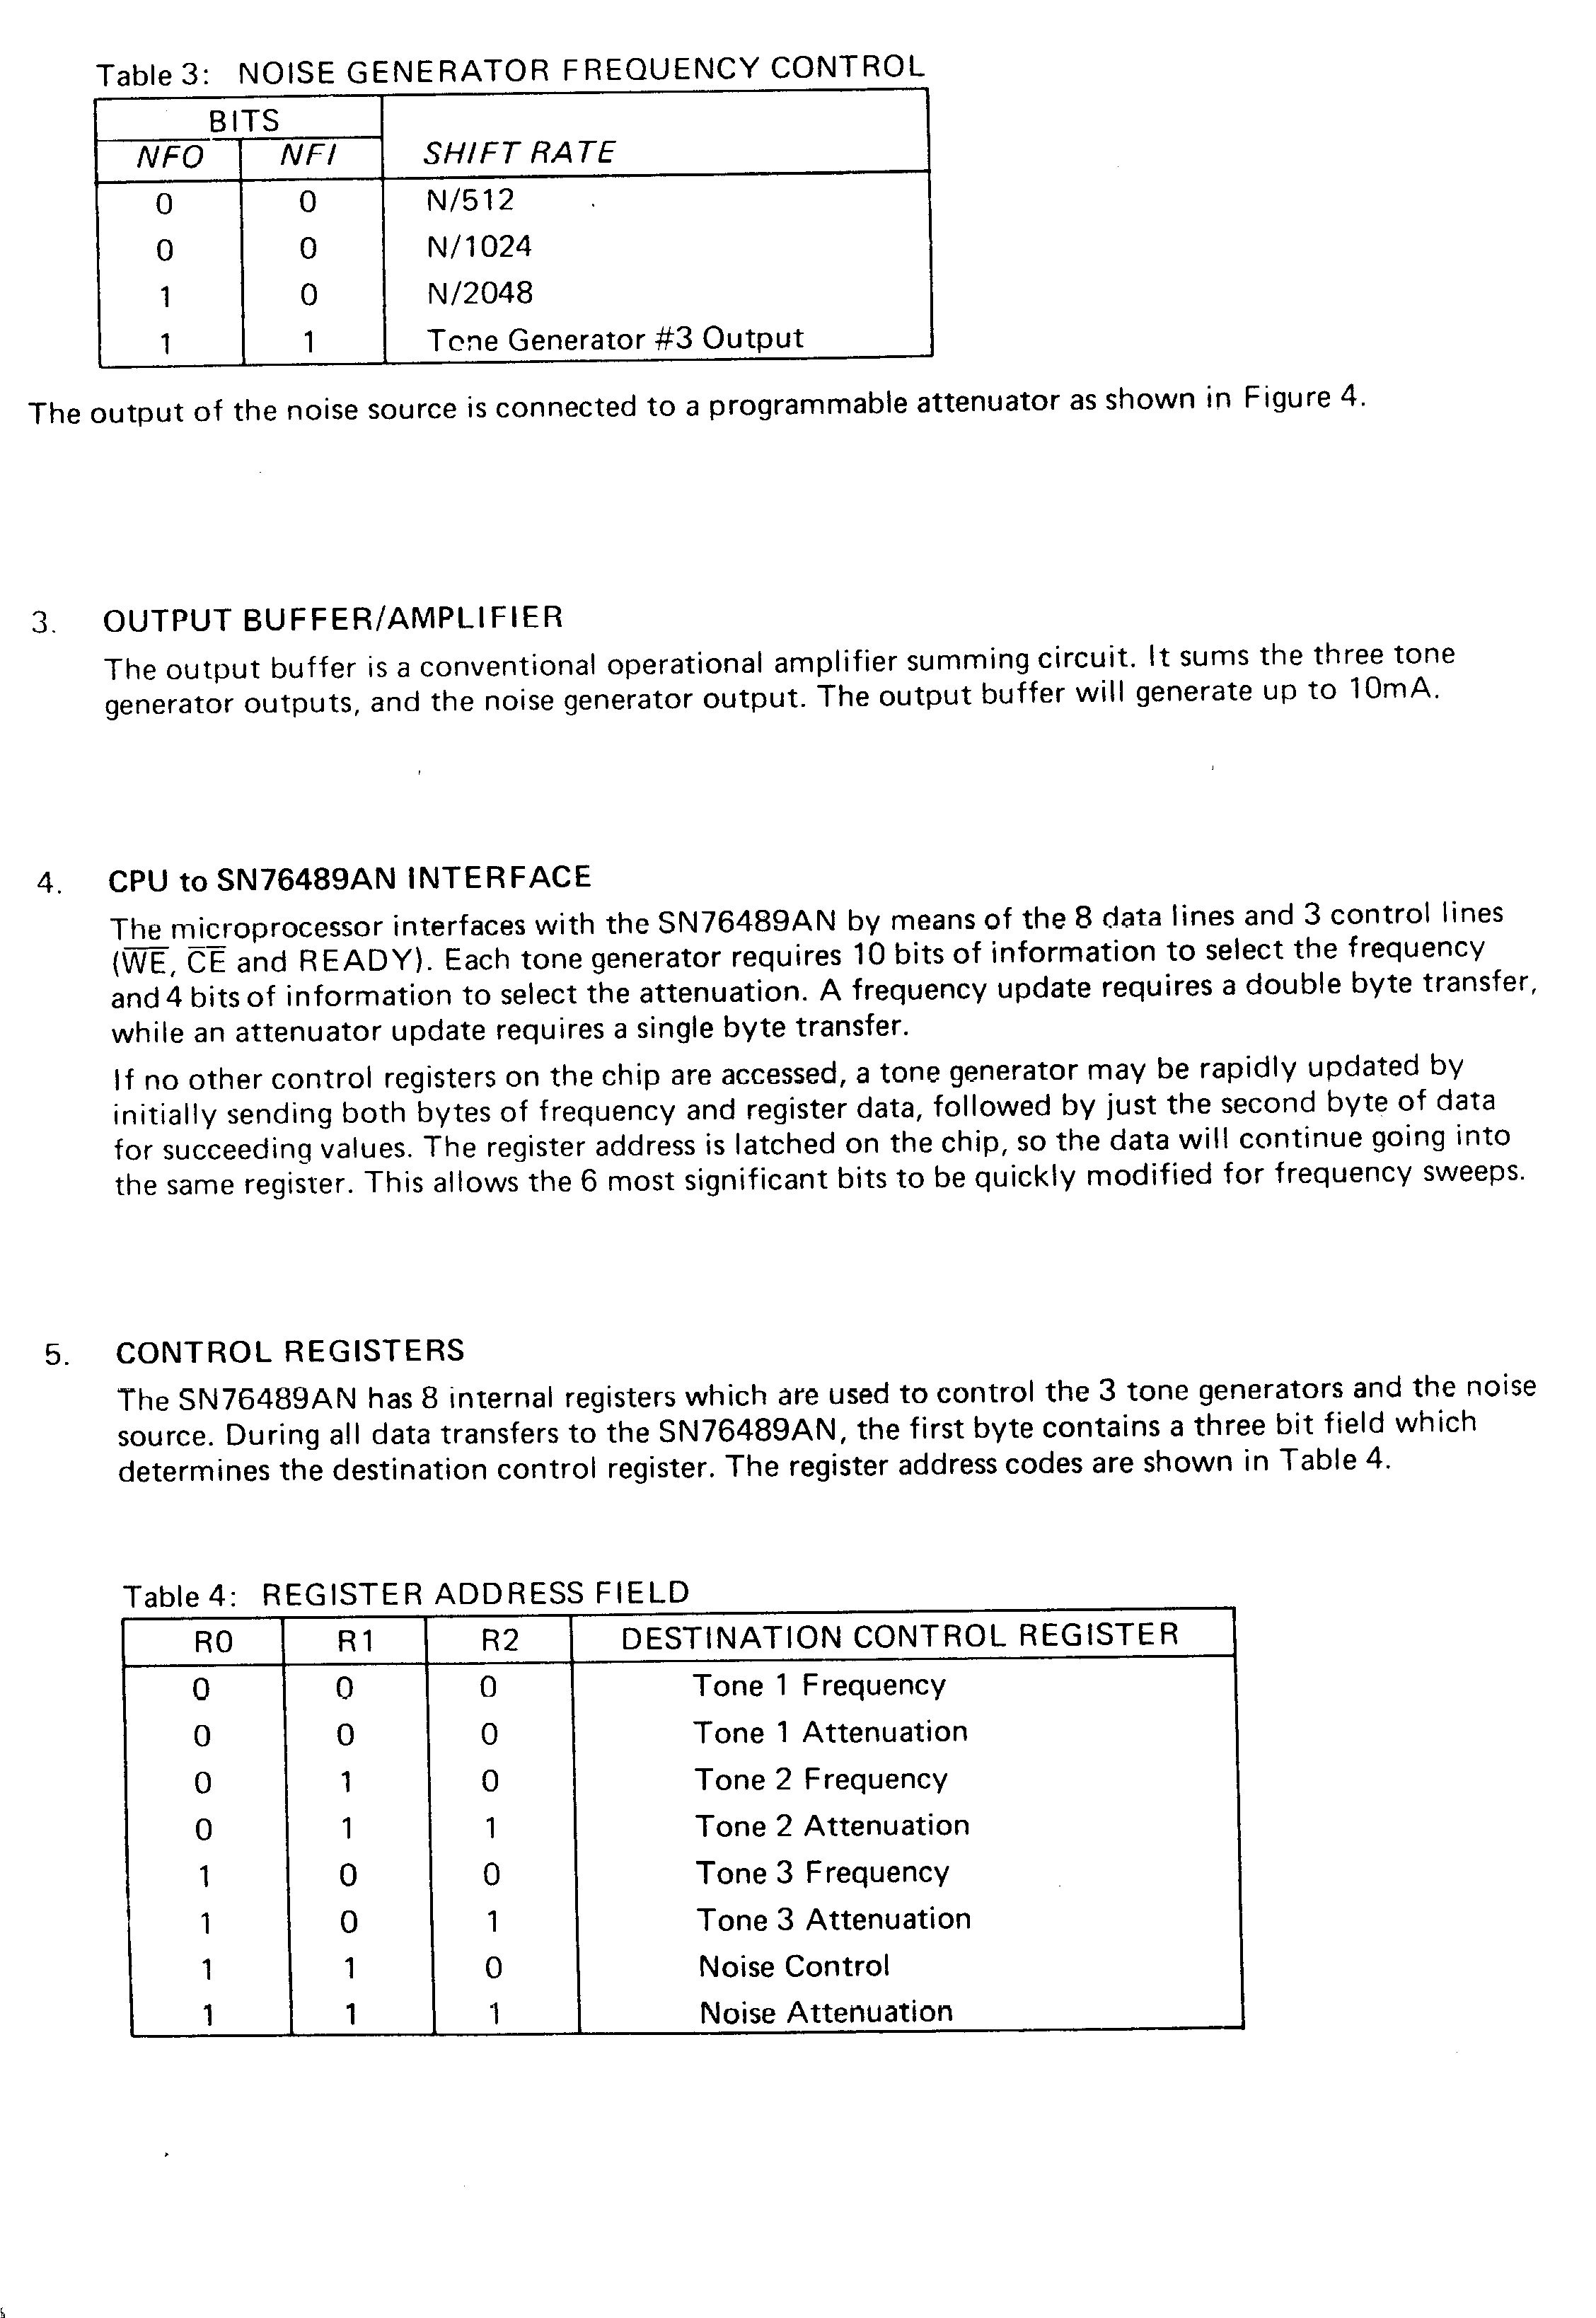 Table 3: NOISE GENERATOR FREQUENCY CONTROL
BITS
NFO NFI SHIFT RATE
0 0 N/512
0 0 N/1024
1 0 N/2048
1 1 Tone Generator #3 Output
The output of the noise source is connected to a programmable attenuator as shown in Figure 4.
3. OUTPUT BUFFER/AMPLIFIER
The output buffer is a conventional operational amplifier summing circuit. It sums the three tone
generator outputs, and the noise generator output. The output buffer will generate up to 10mA.
4. CPU to SN76489AN INTERFACE
The microprocessor interfaces with the SN76489AN by means of the 8 data lines and 3 control lines
(W̅E̅, C̅E̅ and READY). Each tone generator requires 10 bits of information to select the frequency
and 4 bits of information to select the attenuation. A frequency update requires a double byte transfer,
while an attenuator update requires a single byte transfer.
If no other control registers on the chip are accessed, a tone generator may be rapidly updated by
initially sending both bytes of frequency and register data, followed by just the second byte of data
for succeeding values. The register address is latched on the chip, so the data will continue going into
the same register. This allows the 6 most significant bits to be quickly modified for frequency sweeps.
5. CONTROL REGISTERS
The SN76489AN has 8 internal registers which are used to control the 3 tone generators and the noise
source. During all data transfers to the SN76489AN, the first byte contains a three bit field which
determines the destination control register. The register address codes are shown in Table 4.
Table 4: REGISTER ADDRESS FIELD
R0 R1 R2 DESTINATION CONTROL REGISTER
0 0 0 Tone 1 Frequency
0 0 0 Tone 1 Attenuation
0 1 0 Tone 2 Frequency
0 1 1 Tone 2 Attenuation
1 0 0 Tone 3 Frequency
1 0 1 Tone 3 Attenuation
1 1 0 Noise Control
1 1 1 Noise Attenuation